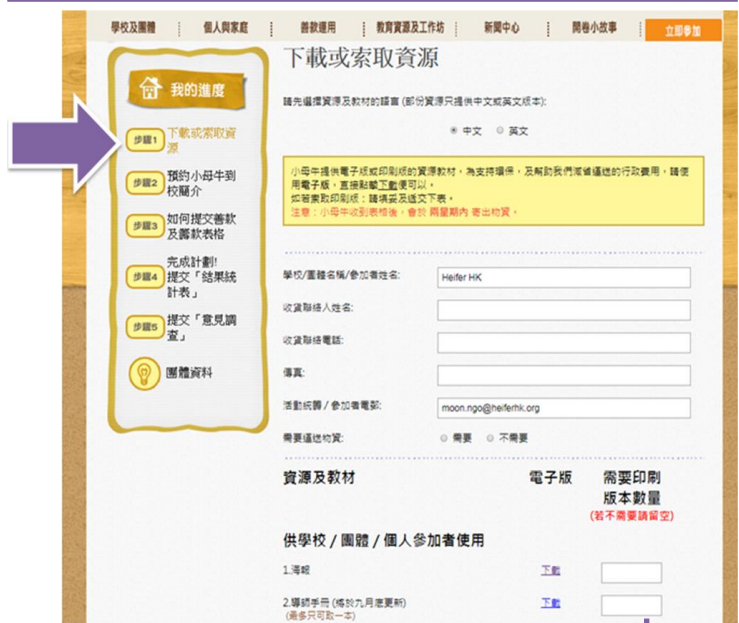 學校及團體
個人與家庭
善款運用
教育資源及工作坊
新聞中心
開卷小故事
立即參加
我的進度
步驟1 下載或索取資源
步驟2 預約小母牛到校簡介
步驟3 如何提交善款及籌款表格
步驟4 完成計劃!提交「結果統計表」
步驟5 提交「意見調查」
團體資料
下載或索取資源
請先選擇資源及教材的語言 (部份資源只提供中文或英文版本):
中文 英文
小母牛提供電子版或印刷版的資源教材，為支持環保，及幫助我們減省運送的行政費用，請使
用電子版，直接點擊下載便可以。
如若索取印刷版：請填妥及遞交下表。
注意：小母牛收到表格後，會於 兩星期內 寄出物資。
學校/團體名稱/參加者姓名: Heifer HK
收貨聯絡人姓名:
收貨聯絡電話:
傳真:
活動統籌 / 參加者電郵: moon.ngo@heiferhk.org
需要運送物資: 需要 不需要
資源及教材 電子版 需要印刷
版本數量
(若不需要請留空)
供學校 / 團體 / 個人參加者使用
1.海報 下載
2.導師手冊 (將於九月底更新) 下載
(最多只可取一本)